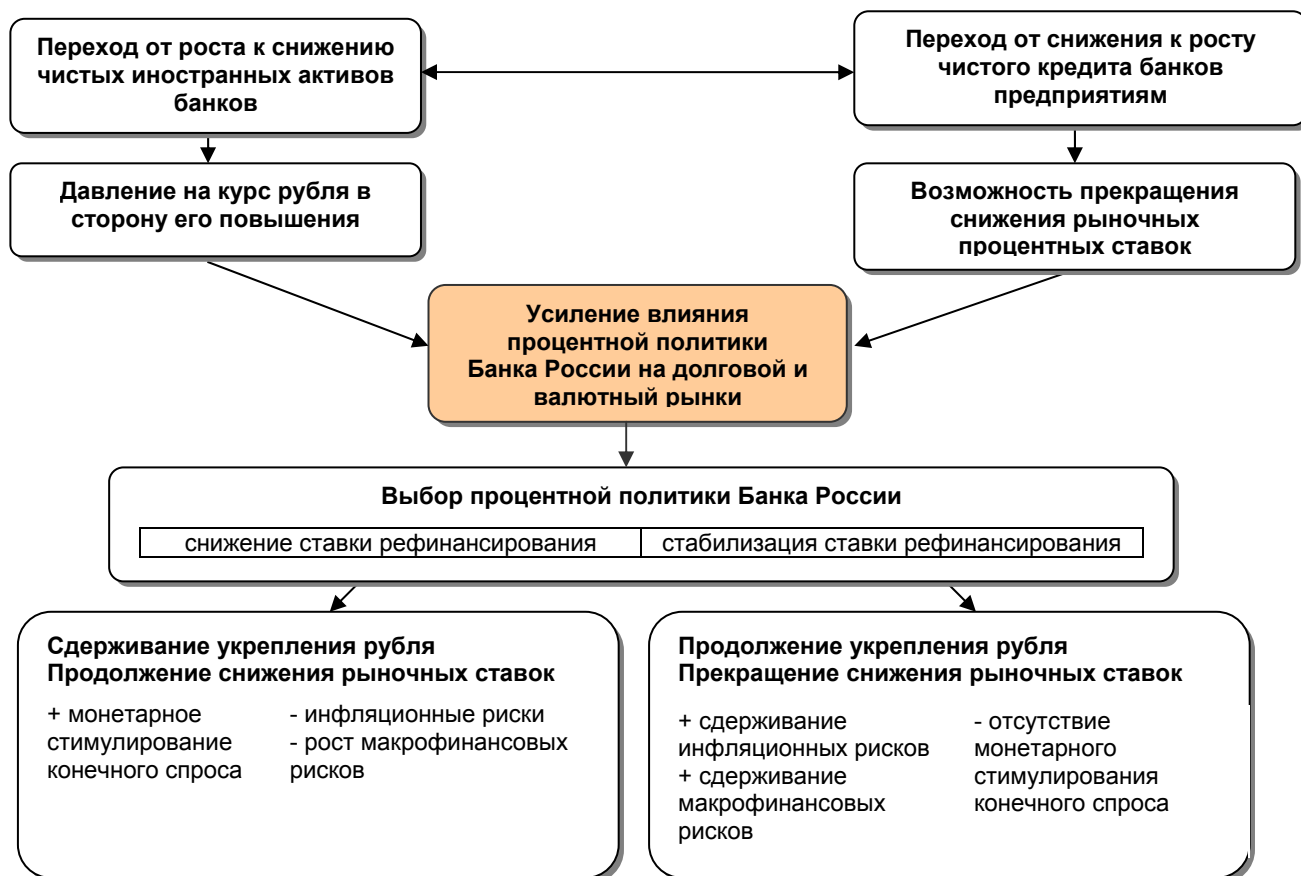 Переход от роста к снижению
чистых иностранных активов
банков
Переход от снижения к росту
чистого кредита банков
предприятиям
Давление на курс рубля в
сторону его повышения
Возможность прекращения
снижения рыночных
процентных ставок
Усиление влияния
процентной политики
Банка России на долговой и
валютный рынки
Выбор процентной политики Банка России
снижение ставки рефинансирования
стабилизация ставки рефинансирования
Сдерживание укрепления рубля
Продолжение снижения рыночных ставок
+ монетарное
стимулирование
конечного спроса
- инфляционные риски
- рост макрофинансовых
рисков
Продолжение укрепления рубля
Прекращение снижения рыночных ставок
+ сдерживание
инфляционных рисков
+ сдерживание
макрофинансовых
рисков
- отсутствие
монетарного
стимулирования
конечного спроса